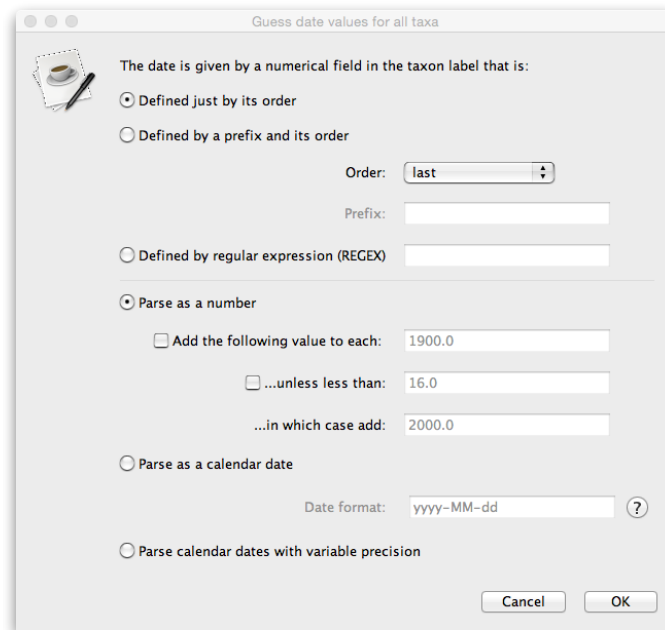 Guess date values for all taxa
The date is given by a numerical field in the taxon label that is:
Defined just by its order
Defined by a prefix and its order
Order: last
Prefix:
Defined by regular expression (REGEX)
Parse as a number
Add the following value to each: 1900.0
...unless less than: 16.0
...in which case add: 2000.0
Parse as a calendar date
Date format: yyyy-MM-dd ?
Parse calendar dates with variable precision
Cancel OK